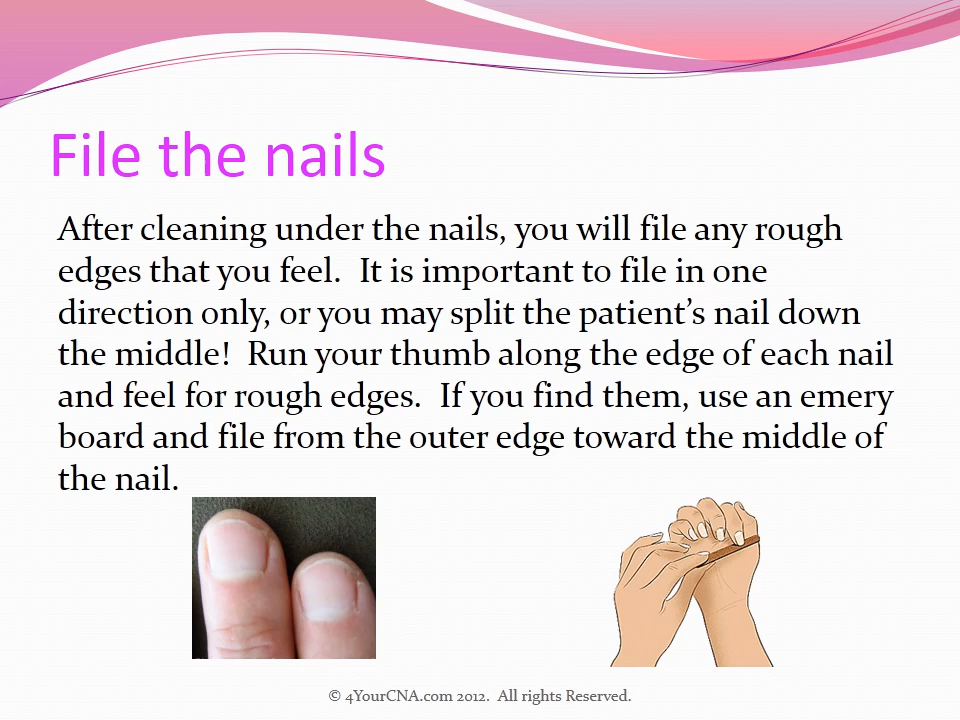 File the nails
After cleaning under the nails, you will file any rough
edges that you feel.  It is important to file in one
direction only, or you may split the patient’s nail down
the middle!  Run your thumb along the edge of each nail
and feel for rough edges.  If you find them, use an emery
board and file from the outer edge toward the middle of
the nail.
© 4YourCNA.com 2012.  All rights Reserved.